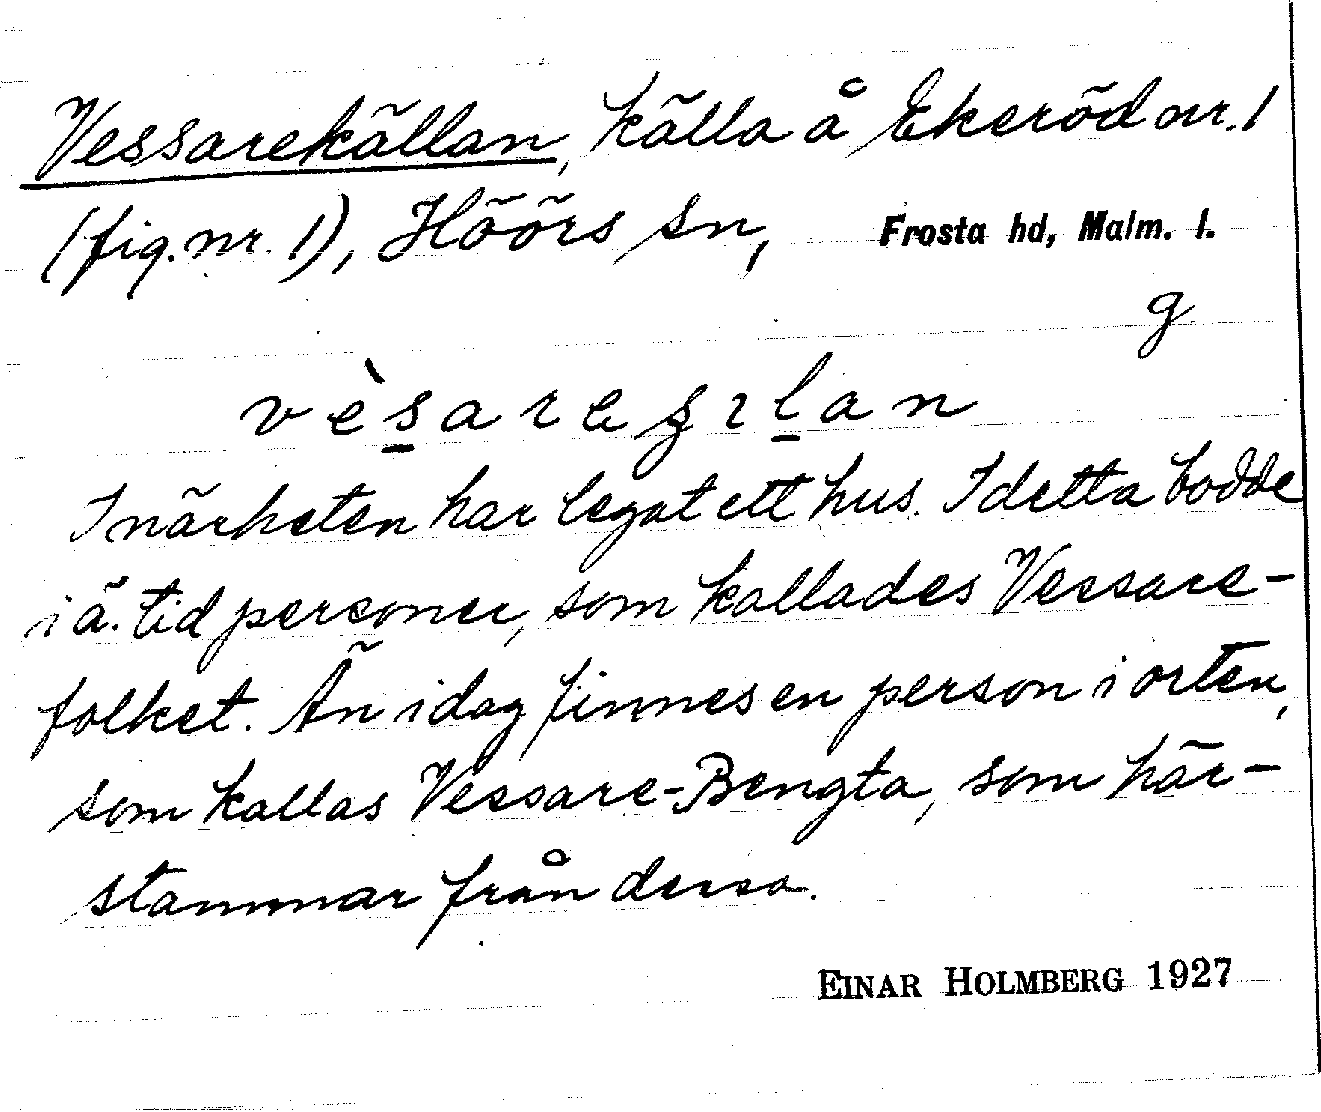 Vessarekällan, källa å Ekeröd nr. 1
(fig. nr. 1), Höörs sn, Frosta hd, Malm. l.
g
I närheten har legat ett hus. I detta bodde
i ä. tid personer, som kallades Vessare-
folket. Än idag finnes en person i orten,
som kallas Vessare-Bengta, som här-
stammar från dessa.
EINAR HOLMBERG 1927